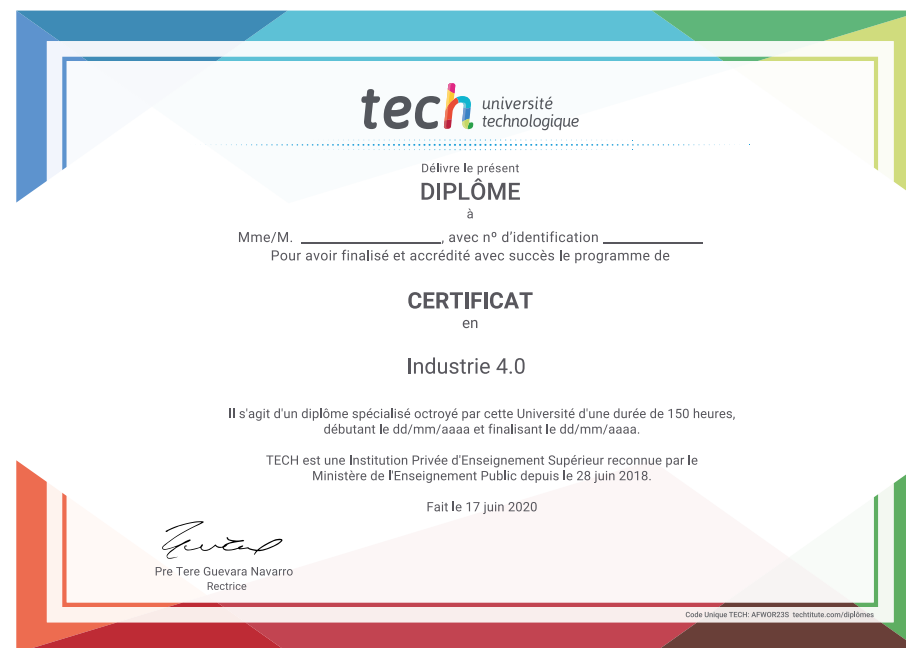 tech université
technologique
Délivre le présent
DIPLÔME
à
Mme/M. ____________________, avec nº d'identification ______________
Pour avoir finalisé et accrédité avec succès le programme de
CERTIFICAT
en
Industrie 4.0
Il s'agit d'un diplôme spécialisé octroyé par cette Université d'une durée de 150 heures,
débutant le dd/mm/aaaa et finalisant le dd/mm/aaaa.
TECH est une Institution Privée d'Enseignement Supérieur reconnue par le
Ministère de l'Enseignement Public depuis le 28 juin 2018.
Fait le 17 juin 2020
Pre Tere Guevara Navarro
Rectrice
Code Unique TECH: AFWOR23S techtitute.com/diplômes